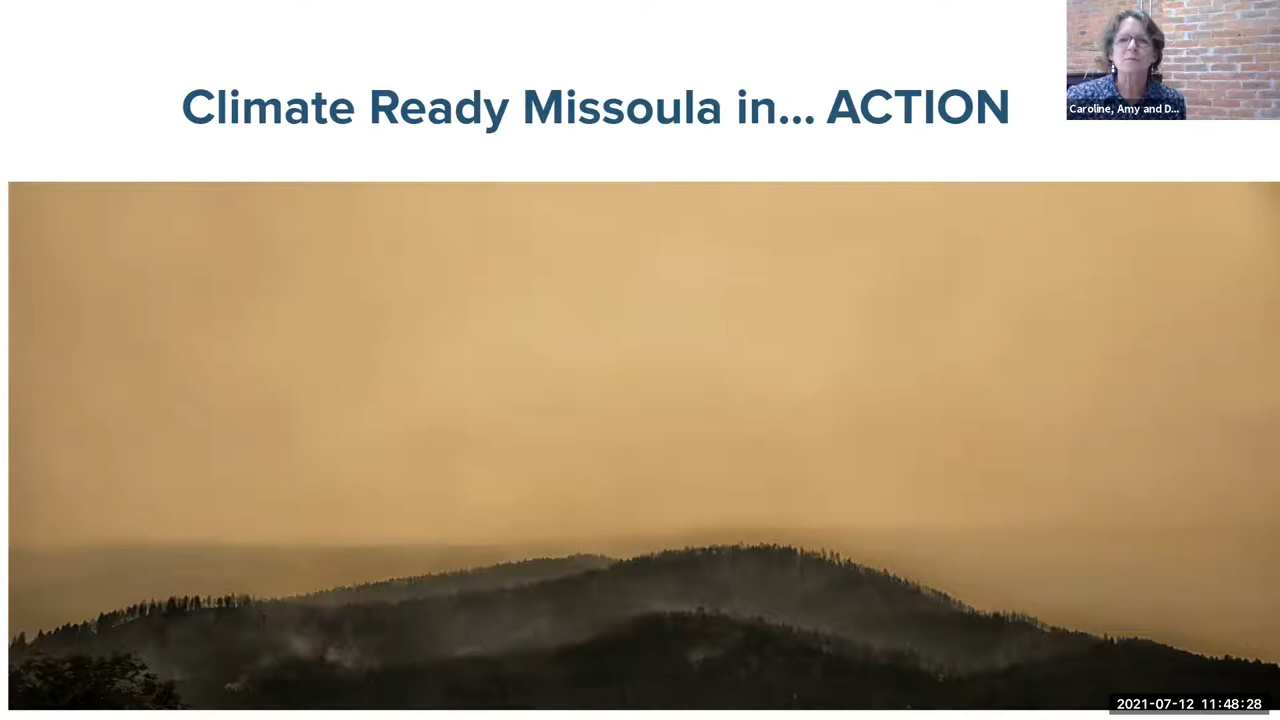 Climate Ready Missoula in... ACTION
Caroline, Amy and D...
2021-07-12 11:48:28